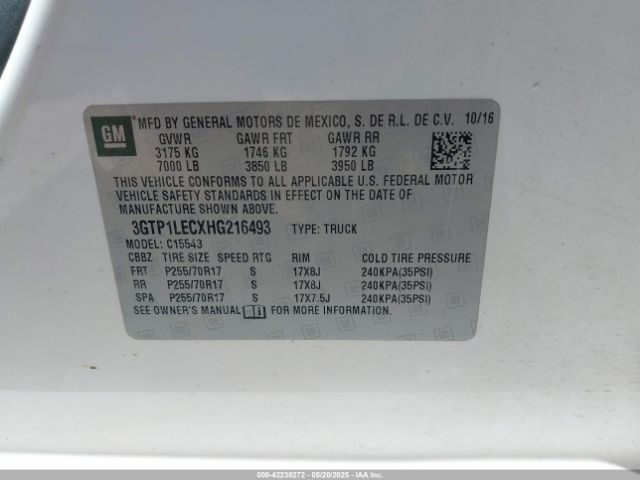 GM
MFD BY GENERAL MOTORS DE MEXICO, S. DE R.L. DE C.V. 10/16
GVWR GAWR FRT GAWR RR
3175 KG 1746 KG 1792 KG
7000 LB 3850 LB 3950 LB
THIS VEHICLE CONFORMS TO ALL APPLICABLE U.S. FEDERAL MOTOR
VEHICLE SAFETY STANDARDS IN EFFECT ON THE DATE OF
MANUFACTURE SHOWN ABOVE.
3GTP1LECXHG216493 TYPE: TRUCK
MODEL: C15543
CBBZ TIRE SIZE SPEED RTG RIM COLD TIRE PRESSURE
FRT P255/70R17 S 17X8J 240KPA(35PSI)
RR P255/70R17 S 17X8J 240KPA(35PSI)
SPA P255/70R17 S 17X7.5J 240KPA(35PSI)
SEE OWNER'S MANUAL i FOR MORE INFORMATION.
000-42238272 - 05/20/2025 - IAA, Inc.